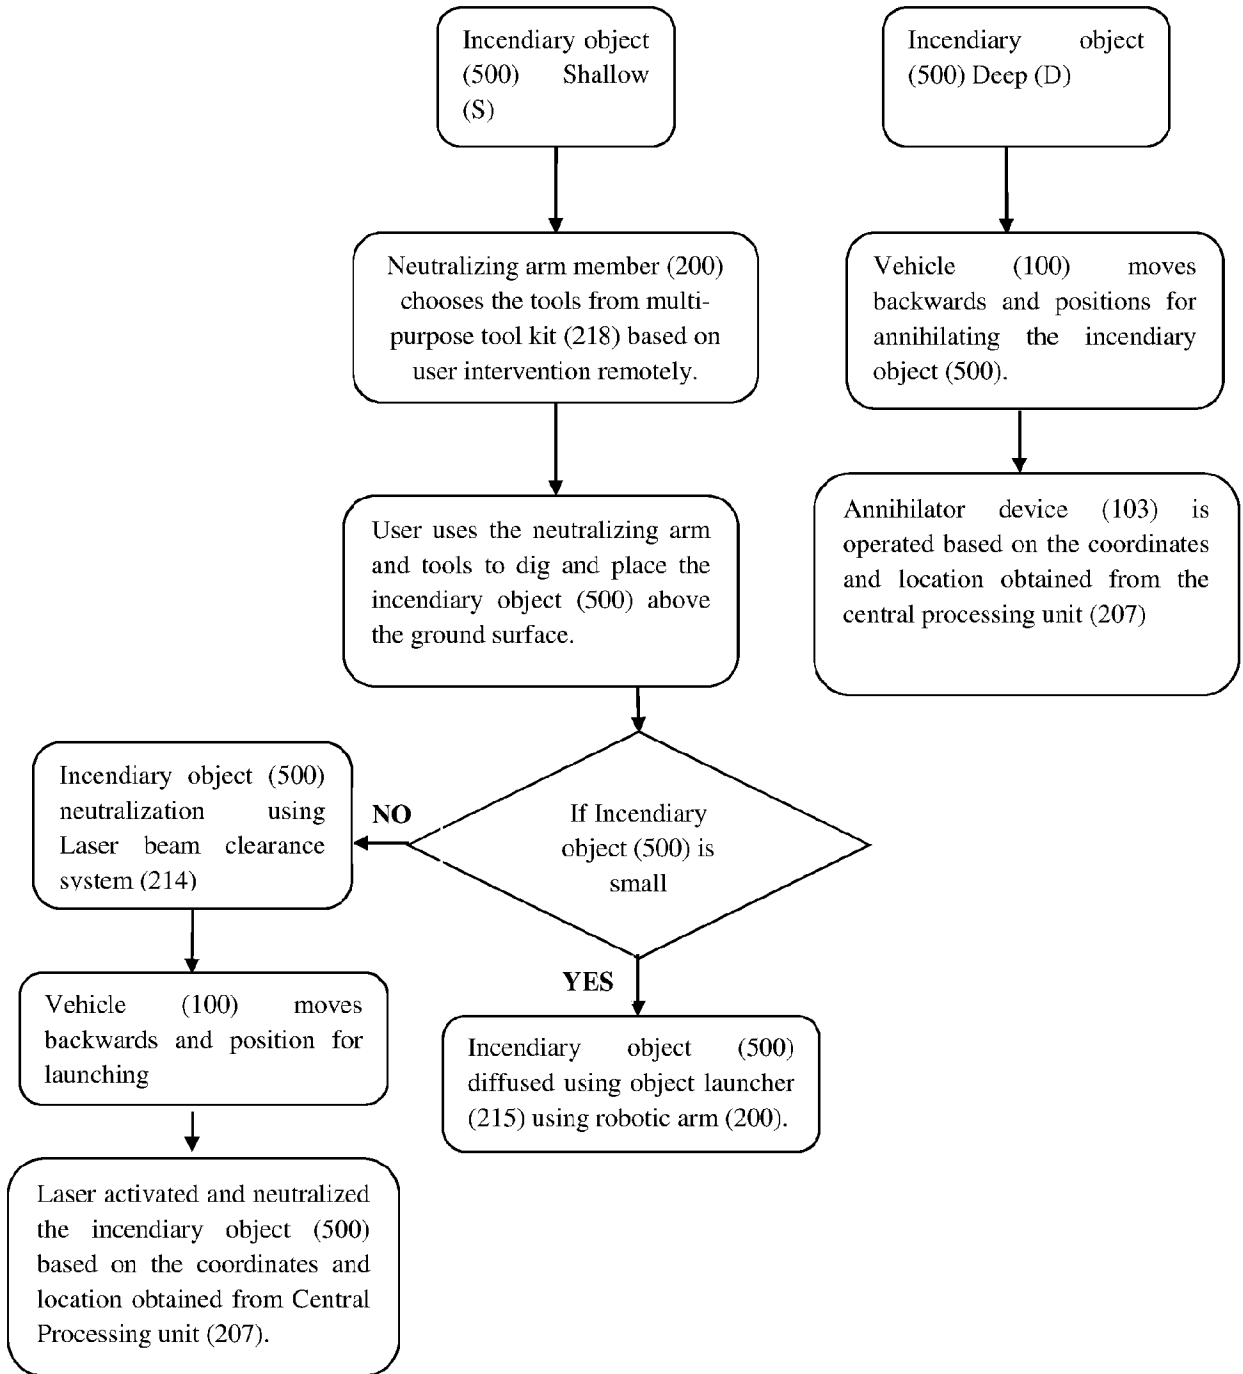 Incendiary object
(500) Shallow
(S)
Incendiary object
(500) Deep (D)
Neutralizing arm member (200)
chooses the tools from multi-
purpose tool kit (218) based on
user intervention remotely.
Vehicle (100) moves
backwards and positions for
annihilating the incendiary
object (500).
User uses the neutralizing arm
and tools to dig and place the
incendiary object (500) above
the ground surface.
Annihilator device (103) is
operated based on the coordinates
and location obtained from the
central processing unit (207)
If Incendiary
object (500) is
small
NO
Incendiary object (500)
neutralization using
Laser beam clearance
system (214)
YES
Vehicle (100) moves
backwards and position for
launching
Incendiary object (500)
diffused using object launcher
(215) using robotic arm (200).
Laser activated and neutralized
the incendiary object (500)
based on the coordinates and
location obtained from Central
Processing unit (207).